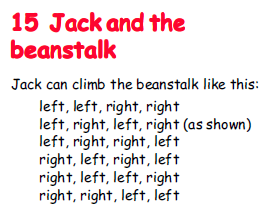 15 Jack and the
beanstalk
Jack can climb the beanstalk like this:
left, left, right, right
left, right, left, right (as shown)
left, right, right, left
right, left, right, left
right, left, left, right
right, right, left, left